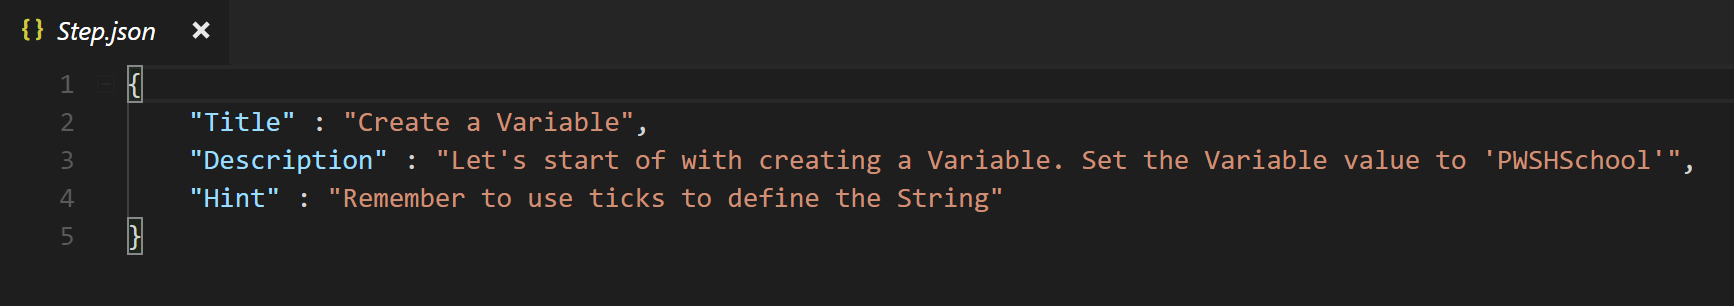 {} Step.json ×
1 {
2 "Title" : "Create a Variable",
3 "Description" : "Let's start of with creating a Variable. Set the Variable value to 'PWSHSchool'",
4 "Hint" : "Remember to use ticks to define the String"
5 }